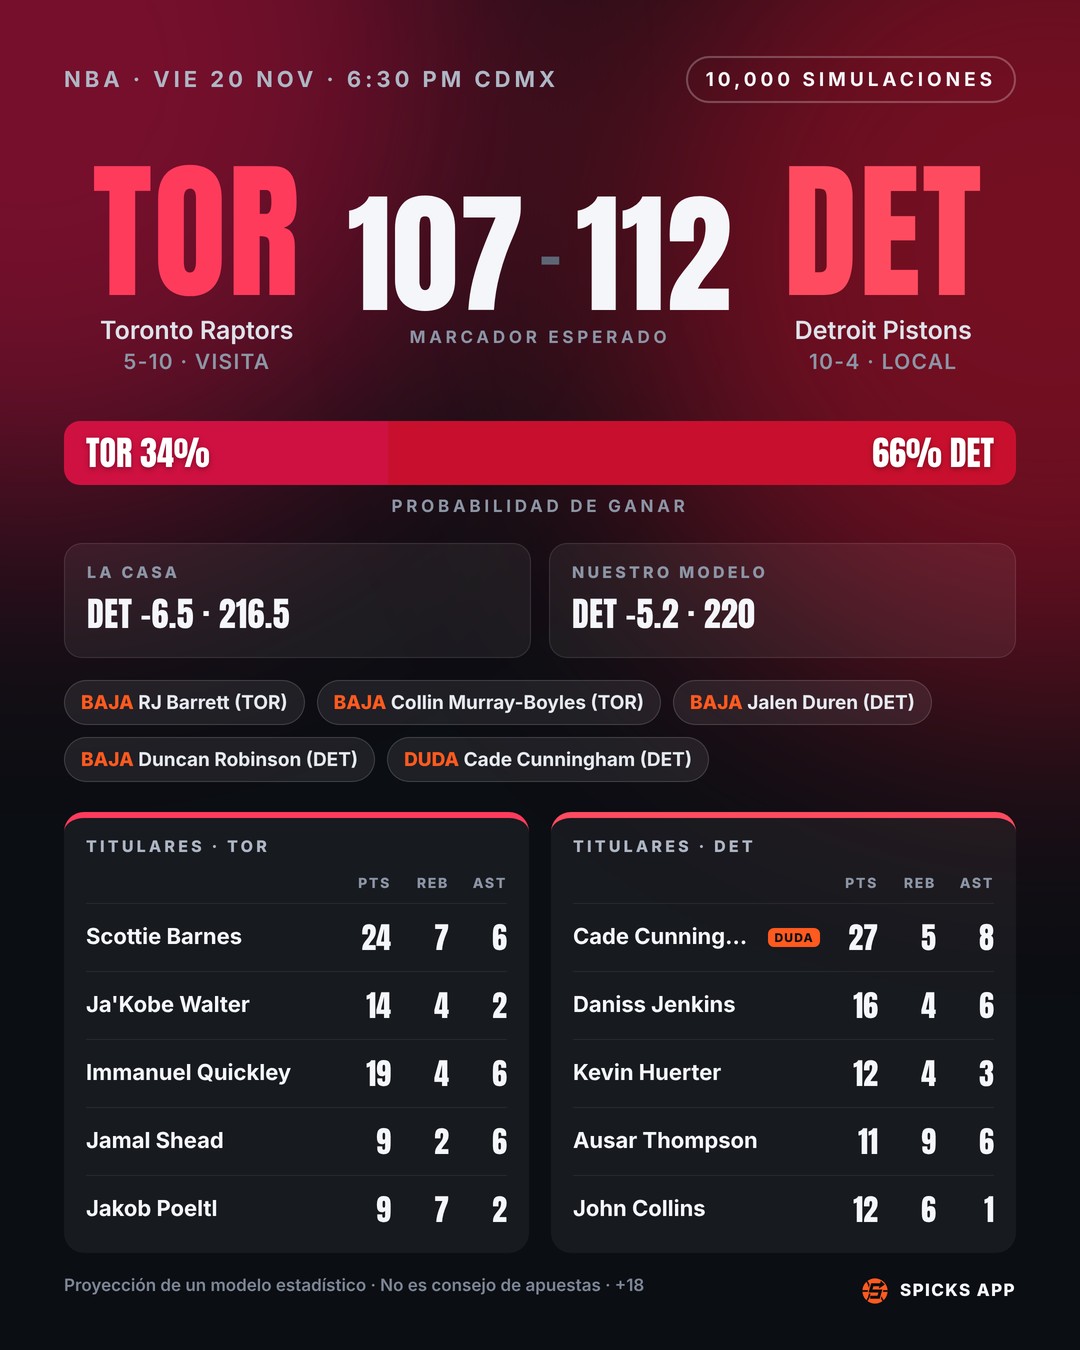 NBA · VIE 20 NOV · 6:30 PM CDMX
10,000 SIMULACIONES
TOR
107 - 112
DET
Toronto Raptors
5-10 · VISITA
MARCADOR ESPERADO
Detroit Pistons
10-4 · LOCAL
TOR 34%
66% DET
PROBABILIDAD DE GANAR
LA CASA
DET -6.5 · 216.5
NUESTRO MODELO
DET -5.2 · 220
BAJA RJ Barrett (TOR)
BAJA Collin Murray-Boyles (TOR)
BAJA Jalen Duren (DET)
BAJA Duncan Robinson (DET)
DUDA Cade Cunningham (DET)
TITULARES · TOR
PTS REB AST
Scottie Barnes 24 7 6
Ja'Kobe Walter 14 4 2
Immanuel Quickley 19 4 6
Jamal Shead 9 2 6
Jakob Poeltl 9 7 2
TITULARES · DET
PTS REB AST
Cade Cunning... DUDA 27 5 8
Daniss Jenkins 16 4 6
Kevin Huerter 12 4 3
Ausar Thompson 11 9 6
John Collins 12 6 1
Proyección de un modelo estadístico · No es consejo de apuestas · +18
SPICKS APP